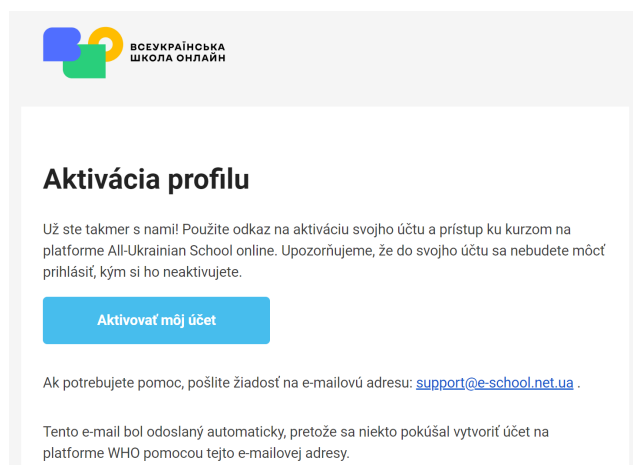 ВСЕУКРАЇНСЬКА
ШКОЛА ОНЛАЙН
Aktivácia profilu
Už ste takmer s nami! Použite odkaz na aktiváciu svojho účtu a prístup ku kurzom na
platforme All-Ukrainian School online. Upozorňujeme, že do svojho účtu sa nebudete môcť
prihlásiť, kým si ho neaktivujete.
Aktivovať môj účet
Ak potrebujete pomoc, pošlite žiadosť na e-mailovú adresu: support@e-school.net.ua .
Tento e-mail bol odoslaný automaticky, pretože sa niekto pokúšal vytvoriť účet na
platforme WHO pomocou tejto e-mailovej adresy.